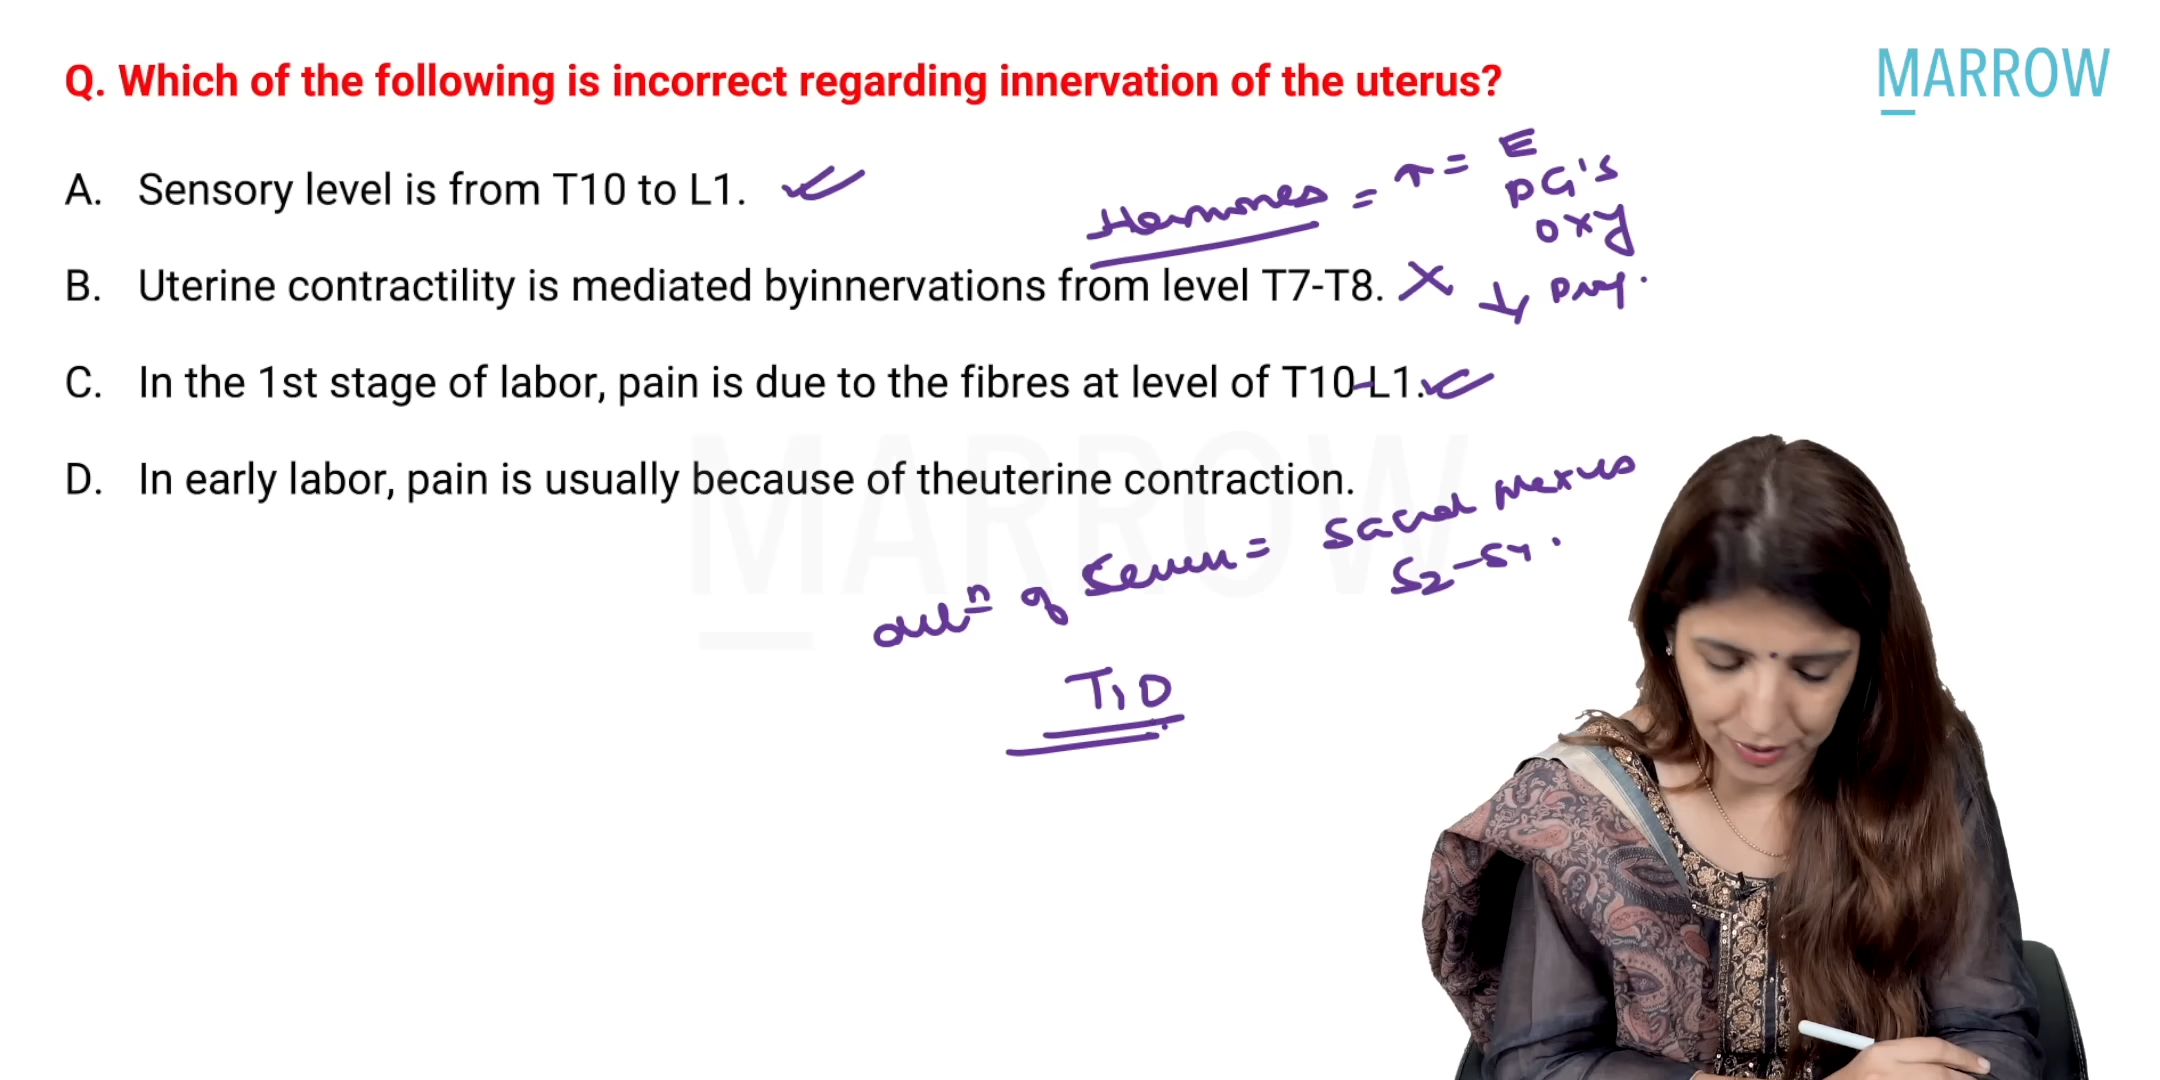 MARROW
Q. Which of the following is incorrect regarding innervation of the uterus?
A. Sensory level is from T10 to L1.
Hormones = ↑ = E
PG's
oxy
B. Uterine contractility is mediated byinnervations from level T7-T8. X
↓
C. In the 1st stage of labor, pain is due to the fibres at level of T10-L1.
D. In early labor, pain is usually because of theuterine contraction.
of = Sacral plexus
S2-S4.
T10
MARROW